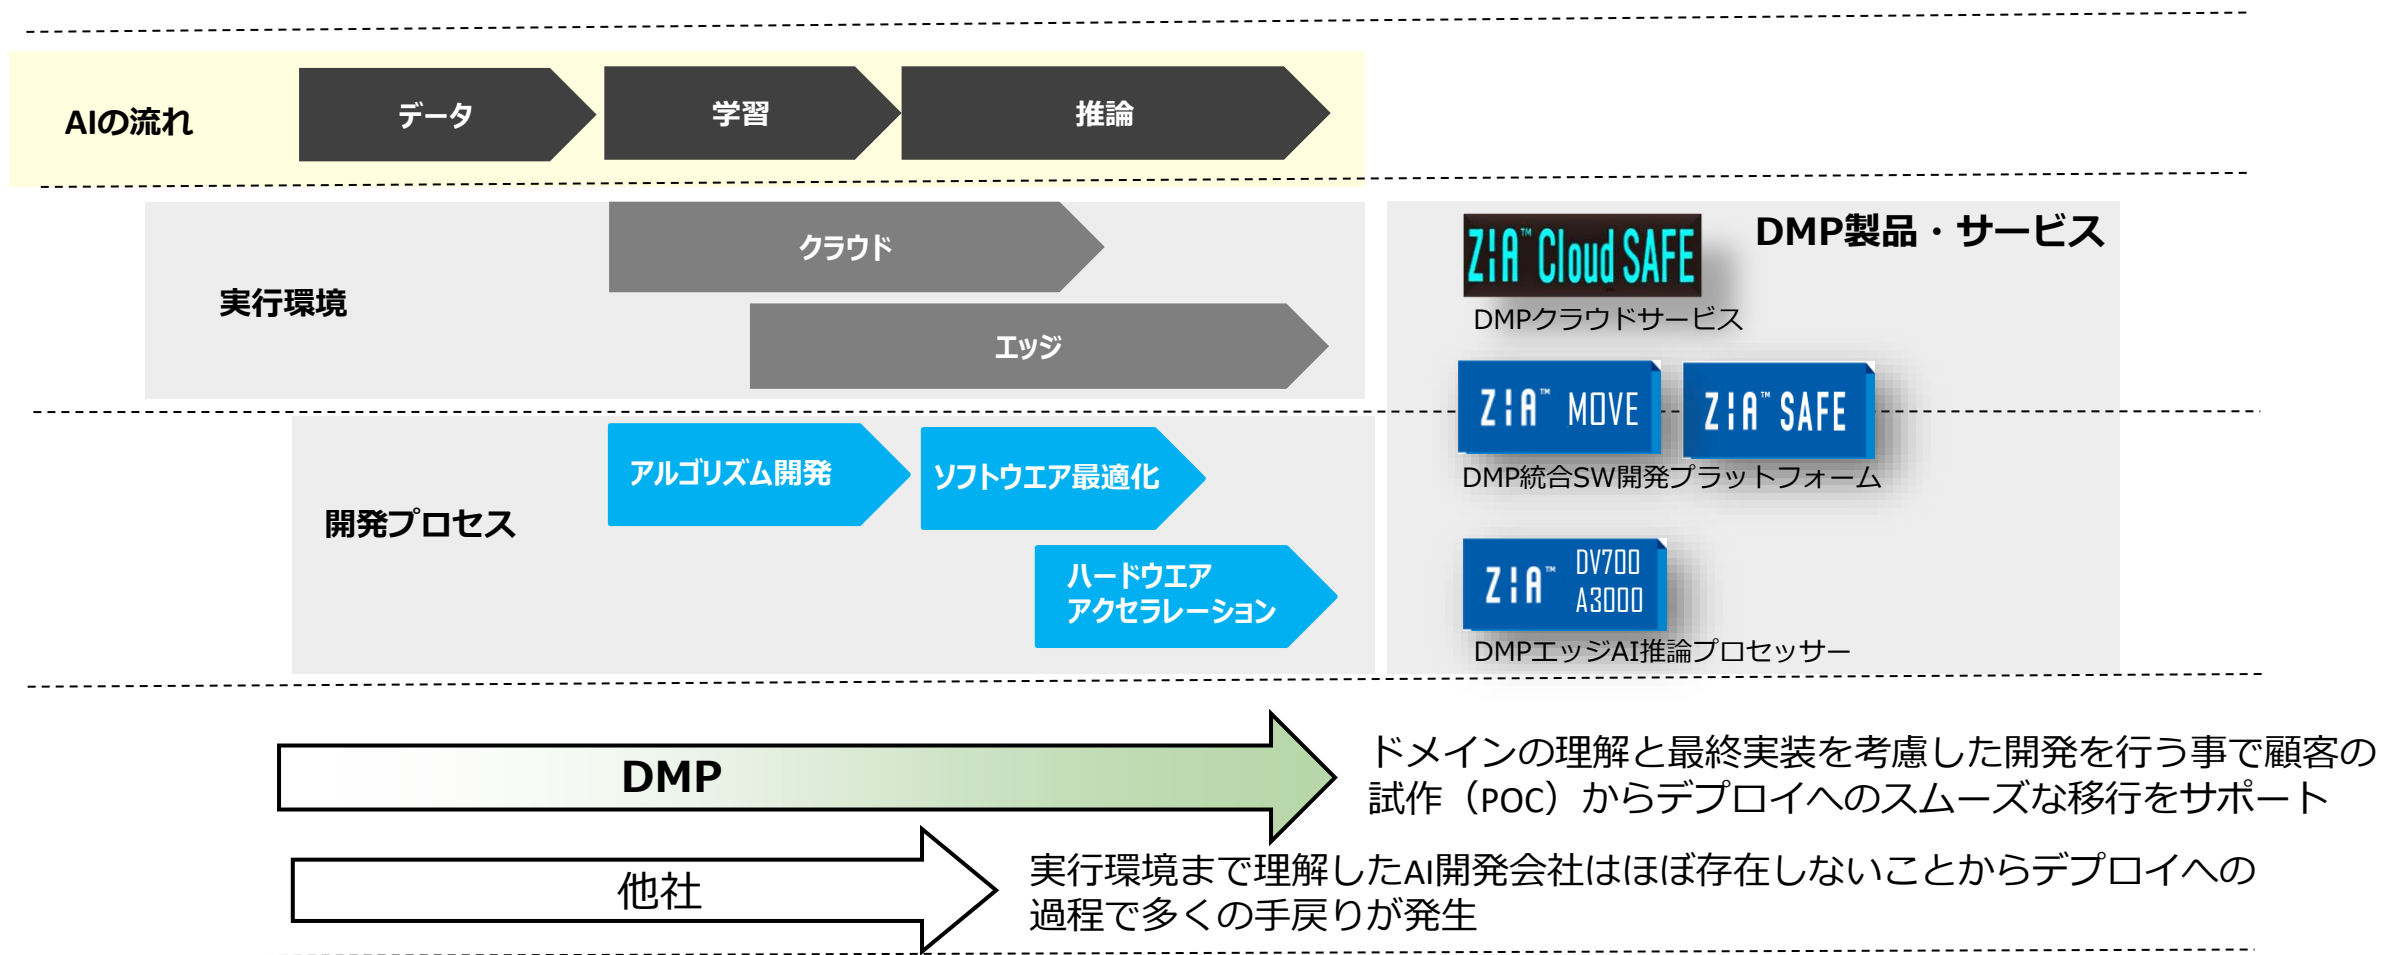 AIの流れ
データ
学習
推論
実行環境
クラウド
エッジ
DMP製品・サービス
ZIA™ Cloud SAFE
DMPクラウドサービス
ZIA™ MOVE
ZIA™ SAFE
DMP統合SW開発プラットフォーム
開発プロセス
アルゴリズム開発
ソフトウエア最適化
ハードウエア
アクセラレーション
ZIA™ DV700
A3000
DMPエッジAI推論プロセッサー
DMP
ドメインの理解と最終実装を考慮した開発を行う事で顧客の
試作（POC）からデプロイへのスムーズな移行をサポート
他社
実行環境まで理解したAI開発会社はほぼ存在しないことからデプロイへの
過程で多くの手戻りが発生